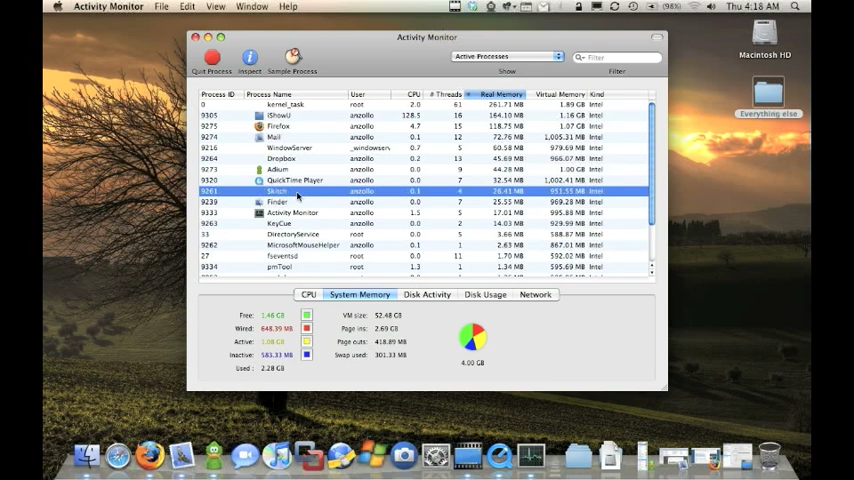 Activity Monitor File Edit View Window Help (98%) Thu 4:18 AM
Activity Monitor
Active Processes Filter
Quit Process Inspect Sample Process Show Filter
Process ID Process Name User CPU # Threads Real Memory Virtual Memory Kind
0 kernel_task root 2.0 61 261.71 MB 1.89 GB Intel
9305 iShowU anzollo 128.5 16 164.10 MB 1.16 GB Intel
9275 Firefox anzollo 4.7 15 118.75 MB 1.07 GB Intel
9274 Mail anzollo 0.1 12 72.76 MB 1,005.31 MB Intel
9216 WindowServer _windowserv 0.7 5 60.58 MB 979.69 MB Intel
9264 Dropbox anzollo 0.2 13 45.69 MB 966.07 MB Intel
9273 Adium anzollo 0.1 9 44.28 MB 1.00 GB Intel
9320 QuickTime Player anzollo 0.0 7 32.54 MB 1,002.41 MB Intel
9261 Skitch anzollo 0.1 4 28.41 MB 951.55 MB Intel
9239 Finder anzollo 0.0 7 25.55 MB 969.28 MB Intel
9333 Activity Monitor anzollo 1.5 5 17.01 MB 995.88 MB Intel
9263 KeyCue anzollo 0.0 2 14.03 MB 929.99 MB Intel
33 DirectoryService root 0.0 5 3.66 MB 588.87 MB Intel
9262 MicrosoftMouseHelper anzollo 0.1 1 2.63 MB 867.01 MB Intel
27 fseventsd root 0.0 11 1.70 MB 592.02 MB Intel
9334 pmTool root 1.3 1 1.34 MB 595.69 MB Intel
CPU System Memory Disk Activity Disk Usage Network
Free: 1.46 GB VM size: 52.48 GB
Wired: 648.39 MB Page ins: 2.69 GB
Active: 1.08 GB Page outs: 418.89 MB
Inactive: 583.33 MB Swap used: 301.33 MB
Used: 2.28 GB
4.00 GB
Macintosh HD
Everything else